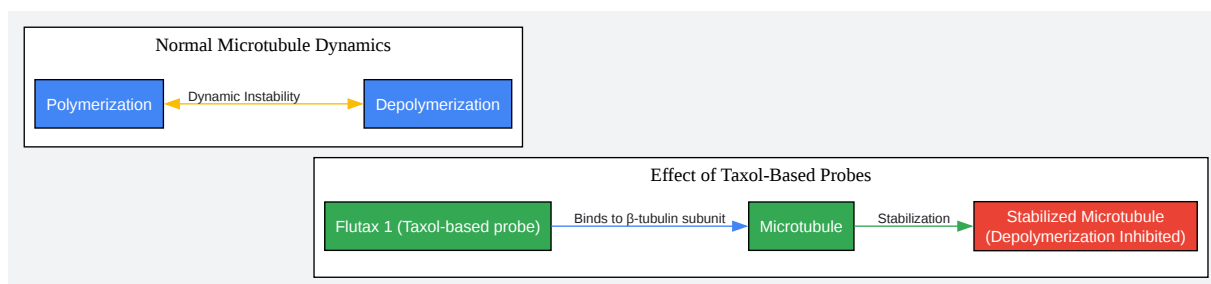 Normal Microtubule Dynamics
Polymerization
Dynamic Instability
Depolymerization
Effect of Taxol-Based Probes
Flutax 1 (Taxol-based probe)
Binds to β-tubulin subunit
Microtubule
Stabilization
Stabilized Microtubule
(Depolymerization Inhibited)